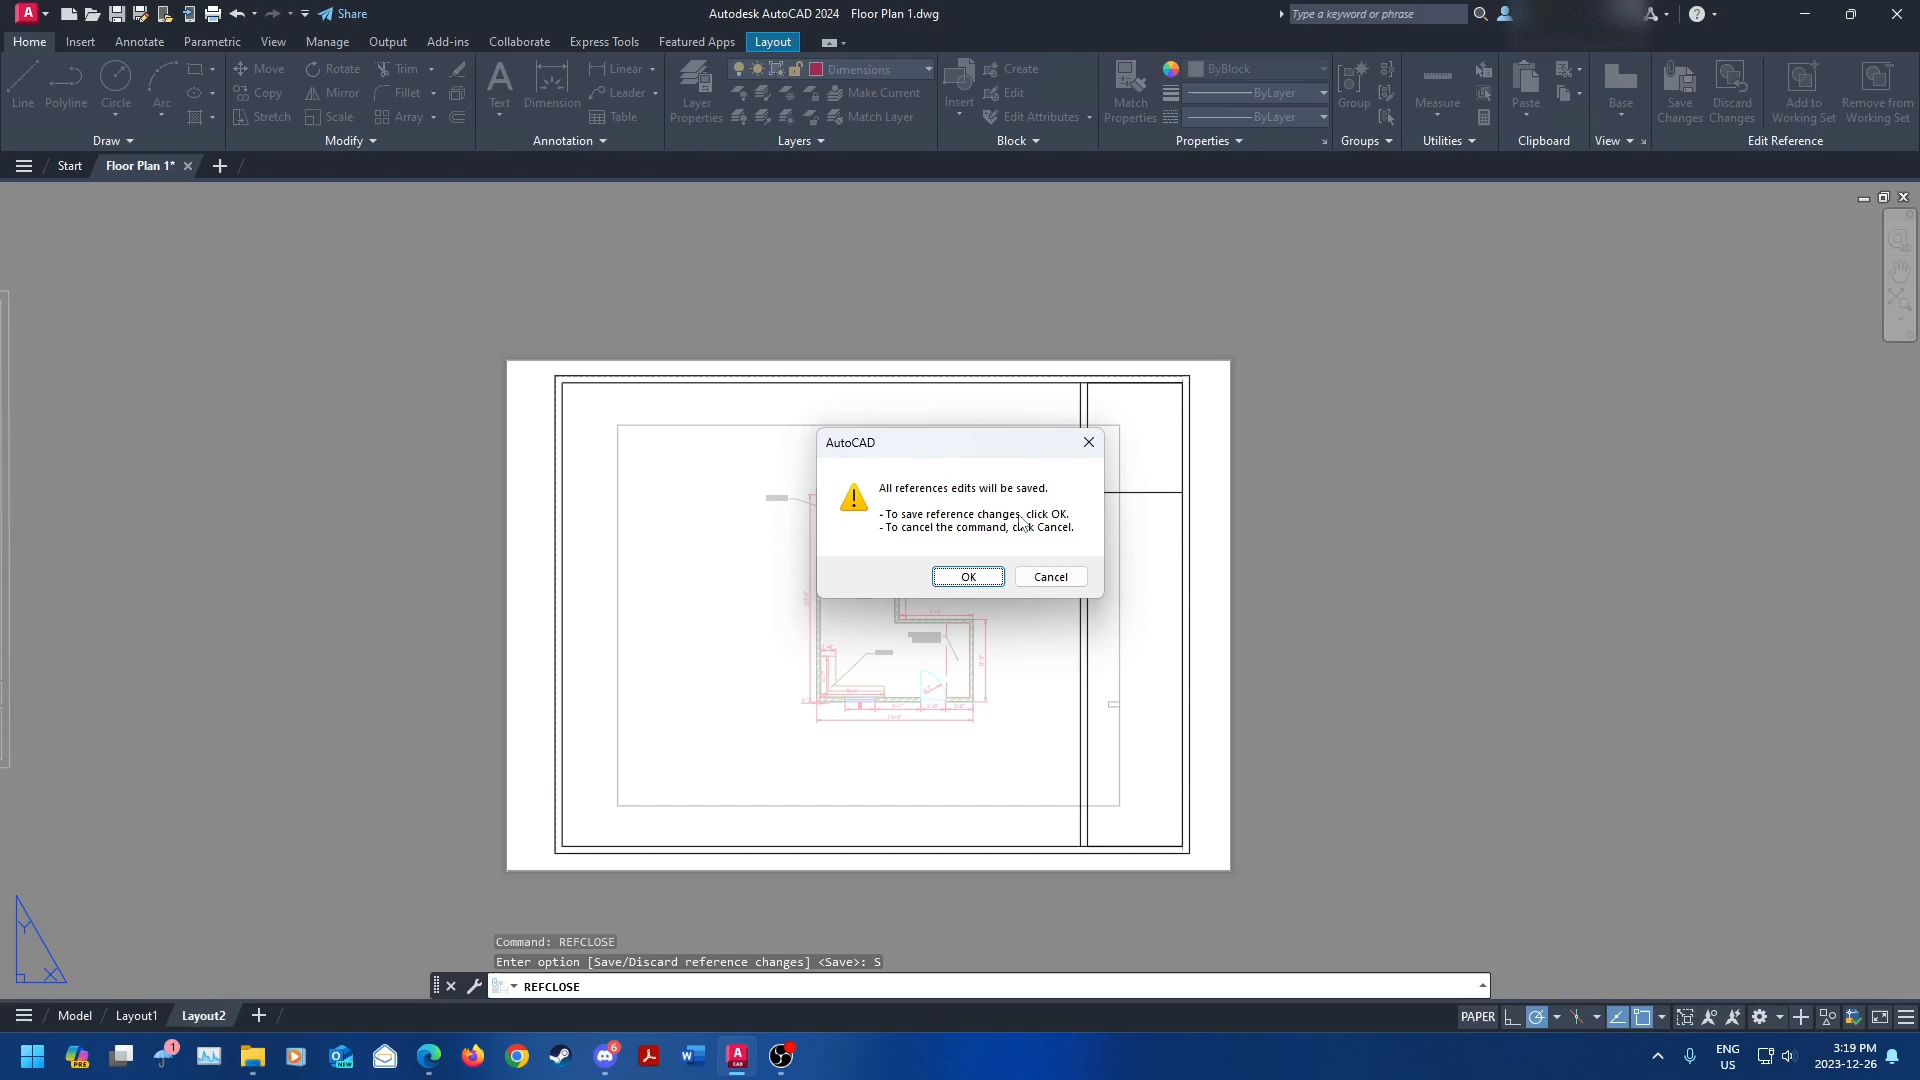 Share
Autodesk AutoCAD 2024 Floor Plan 1.dwg
Type a keyword or phrase
Home Insert Annotate Parametric View Manage Output Add-ins Collaborate Express Tools Featured Apps Layout
Line Polyline Circle Arc
Move Rotate Trim
Copy Mirror Fillet
Stretch Scale Array
Text Dimension
Linear
Leader
Table
Layer Properties
Dimensions
Make Current
Match Layer
Insert
Create
Edit
Edit Attributes
Match Properties
ByBlock
ByLayer
ByLayer
Group
Measure
Paste
Base
Save Changes
Discard Changes
Add to Working Set
Remove from Working Set
Draw Modify Annotation Layers Block Properties Groups Utilities Clipboard View Edit Reference
Start Floor Plan 1*
AutoCAD
All references edits will be saved.
- To save reference changes, click OK.
- To cancel the command, click Cancel.
OK Cancel
Y
X
Command: REFCLOSE
Enter option [Save/Discard reference changes] <Save>: S
REFCLOSE
Model Layout1 Layout2
PAPER
ENG
US
3:19 PM
2023-12-26